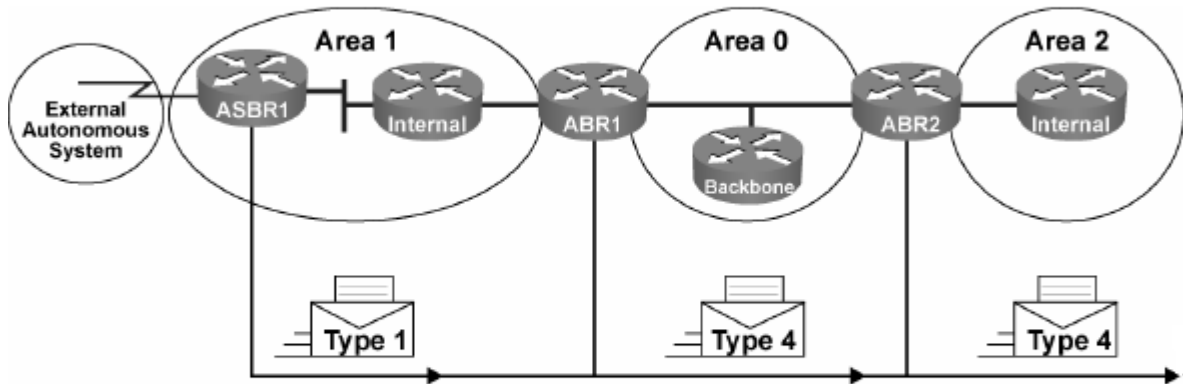 Area 1
Area 0
Area 2
External
Autonomous
System
ASBR1
Internal
ABR1
Backbone
ABR2
Internal
Type 1
Type 4
Type 4